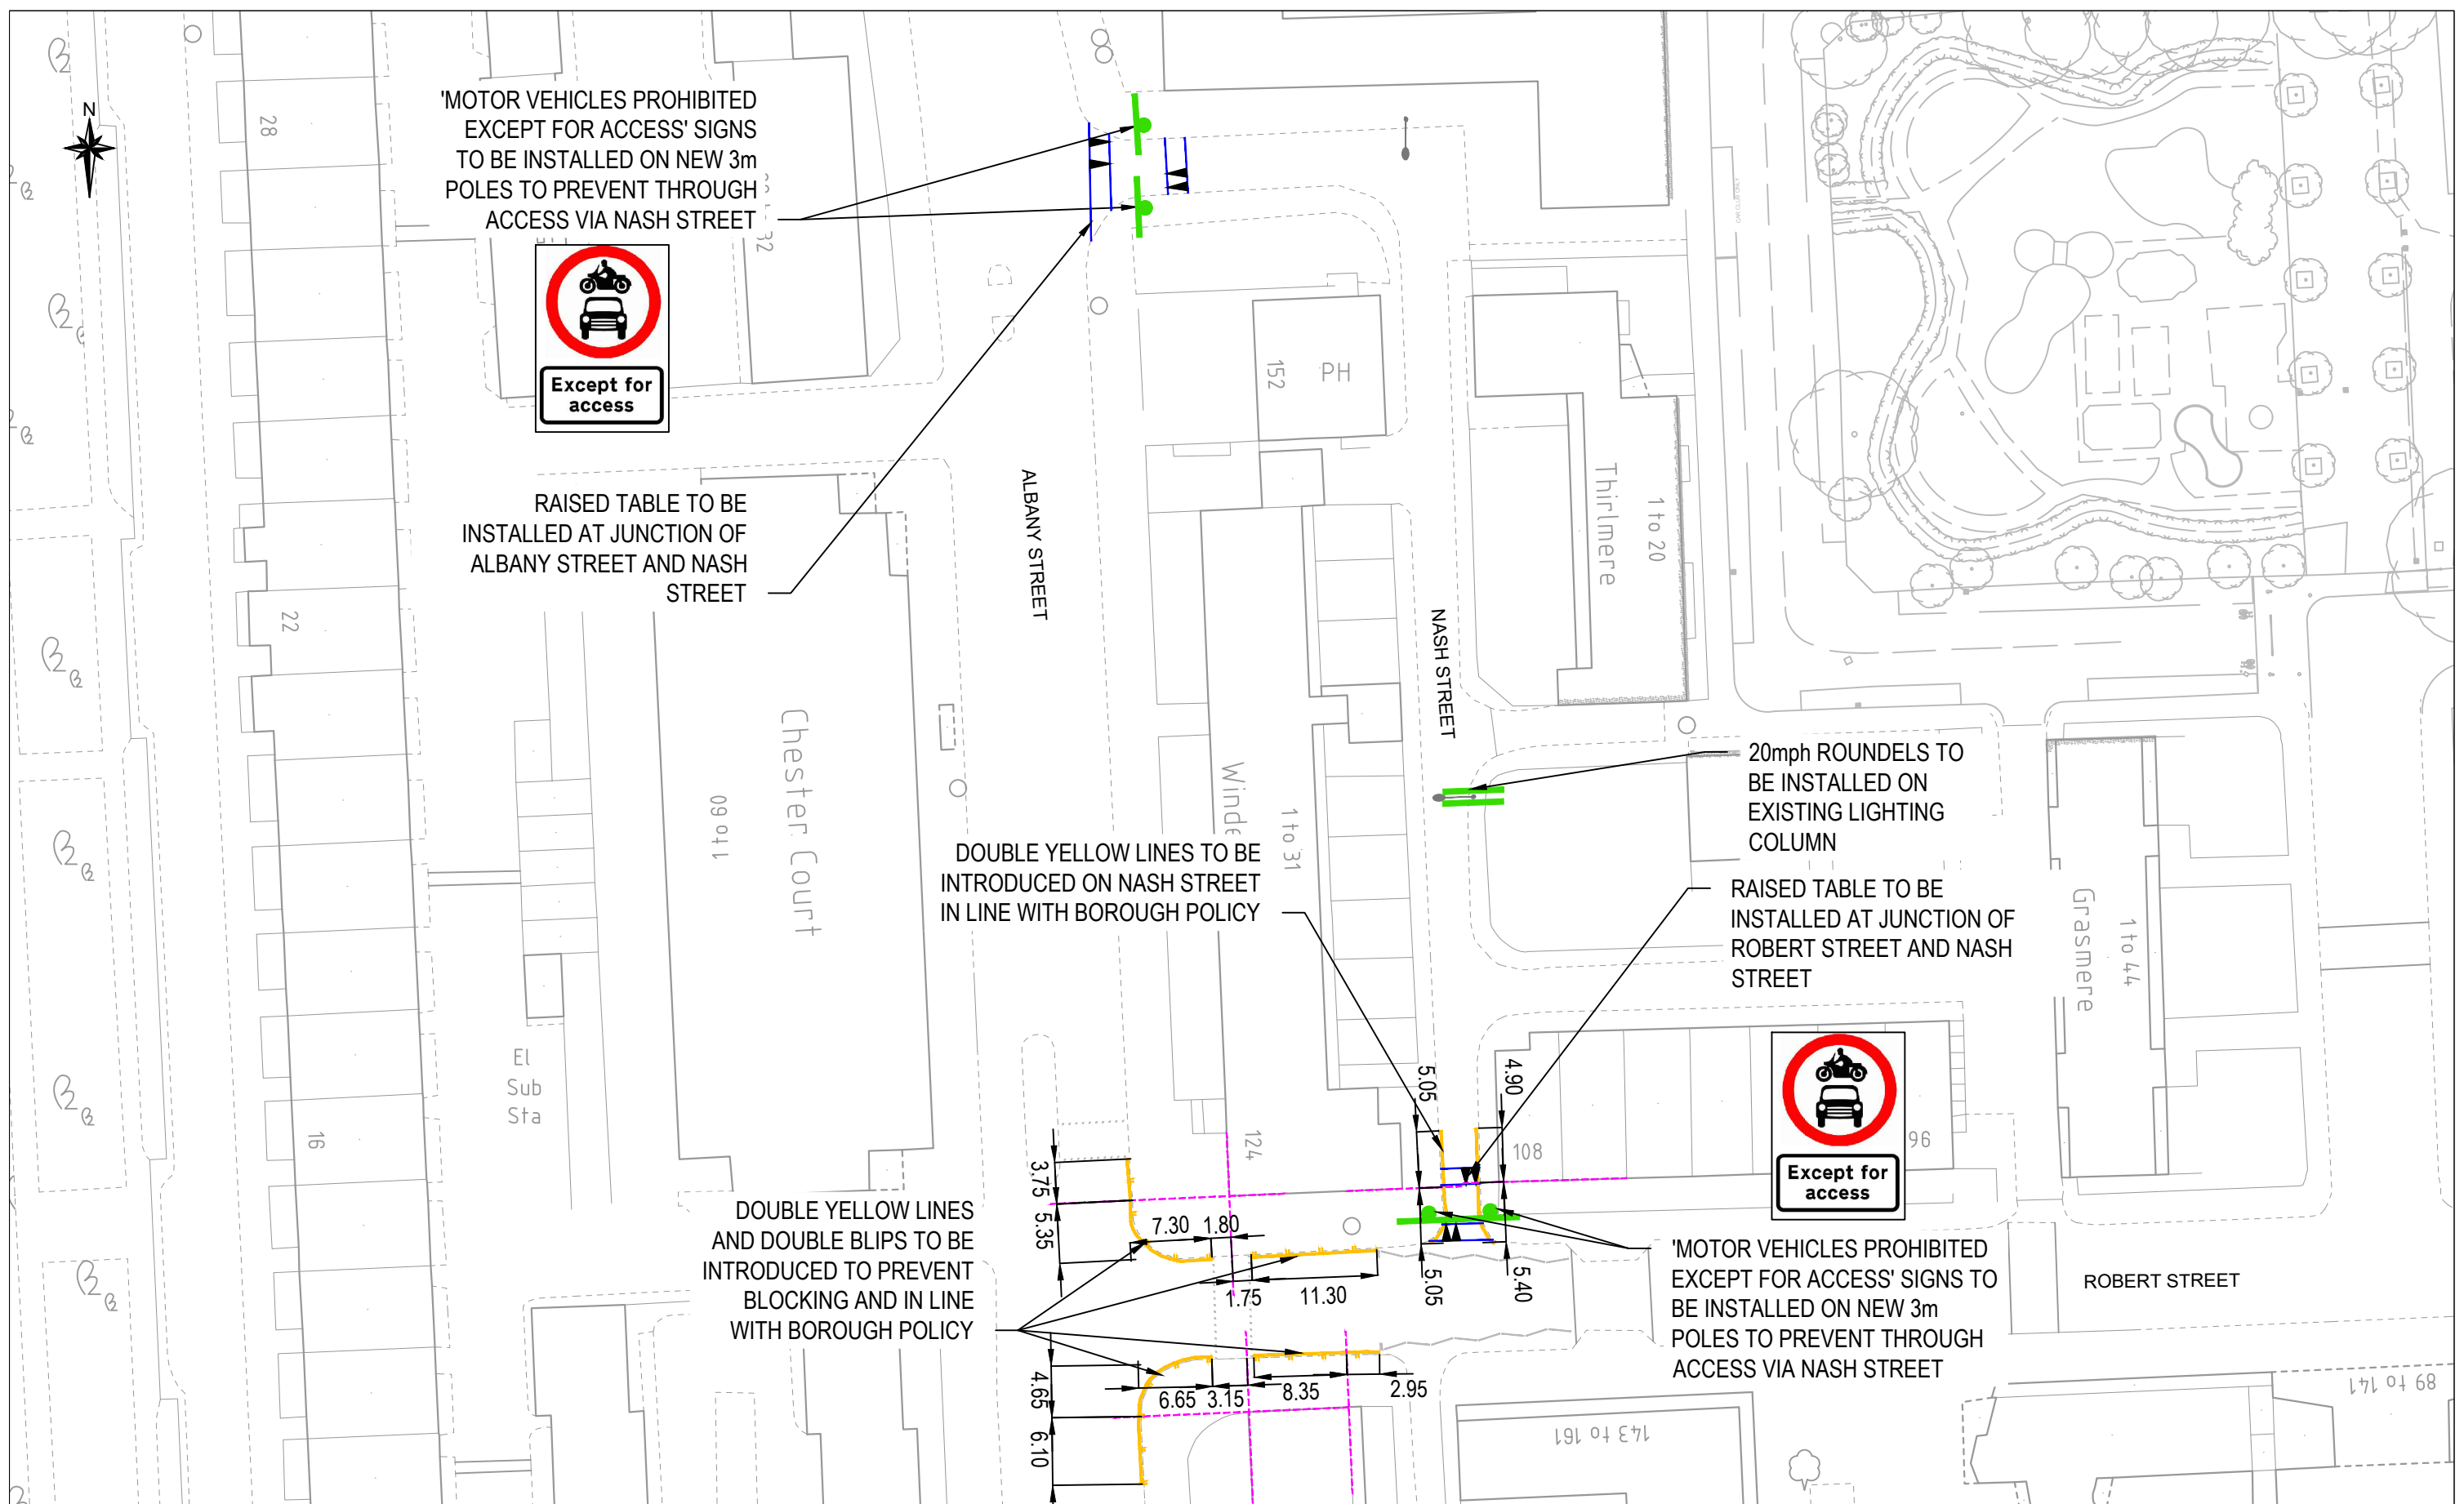 N
28
'MOTOR VEHICLES PROHIBITED
EXCEPT FOR ACCESS' SIGNS
TO BE INSTALLED ON NEW 3m
POLES TO PREVENT THROUGH
ACCESS VIA NASH STREET
Except for
access
CAR CLUB ONLY
152
PH
RAISED TABLE TO BE
INSTALLED AT JUNCTION OF
ALBANY STREET AND NASH
STREET
ALBANY STREET
Thirlmere
1 to 20
22
NASH STREET
Chester Court
1 to 60
1 to 31
20mph ROUNDELS TO
BE INSTALLED ON
EXISTING LIGHTING
COLUMN
DOUBLE YELLOW LINES TO BE
INTRODUCED ON NASH STREET
IN LINE WITH BOROUGH POLICY
RAISED TABLE TO BE
INSTALLED AT JUNCTION OF
ROBERT STREET AND NASH
STREET
Grasmere
1 to 44
El
Sub
Sta
16
124
5.05
4.90
108
96
Except for
access
3.75
5.35
7.30
1.80
1.75
11.30
5.05
5.40
DOUBLE YELLOW LINES
AND DOUBLE BLIPS TO BE
INTRODUCED TO PREVENT
BLOCKING AND IN LINE
WITH BOROUGH POLICY
'MOTOR VEHICLES PROHIBITED
EXCEPT FOR ACCESS' SIGNS TO
BE INSTALLED ON NEW 3m
POLES TO PREVENT THROUGH
ACCESS VIA NASH STREET
ROBERT STREET
4.65
6.10
6.65
3.15
8.35
2.95
143 to 161
89 to 141